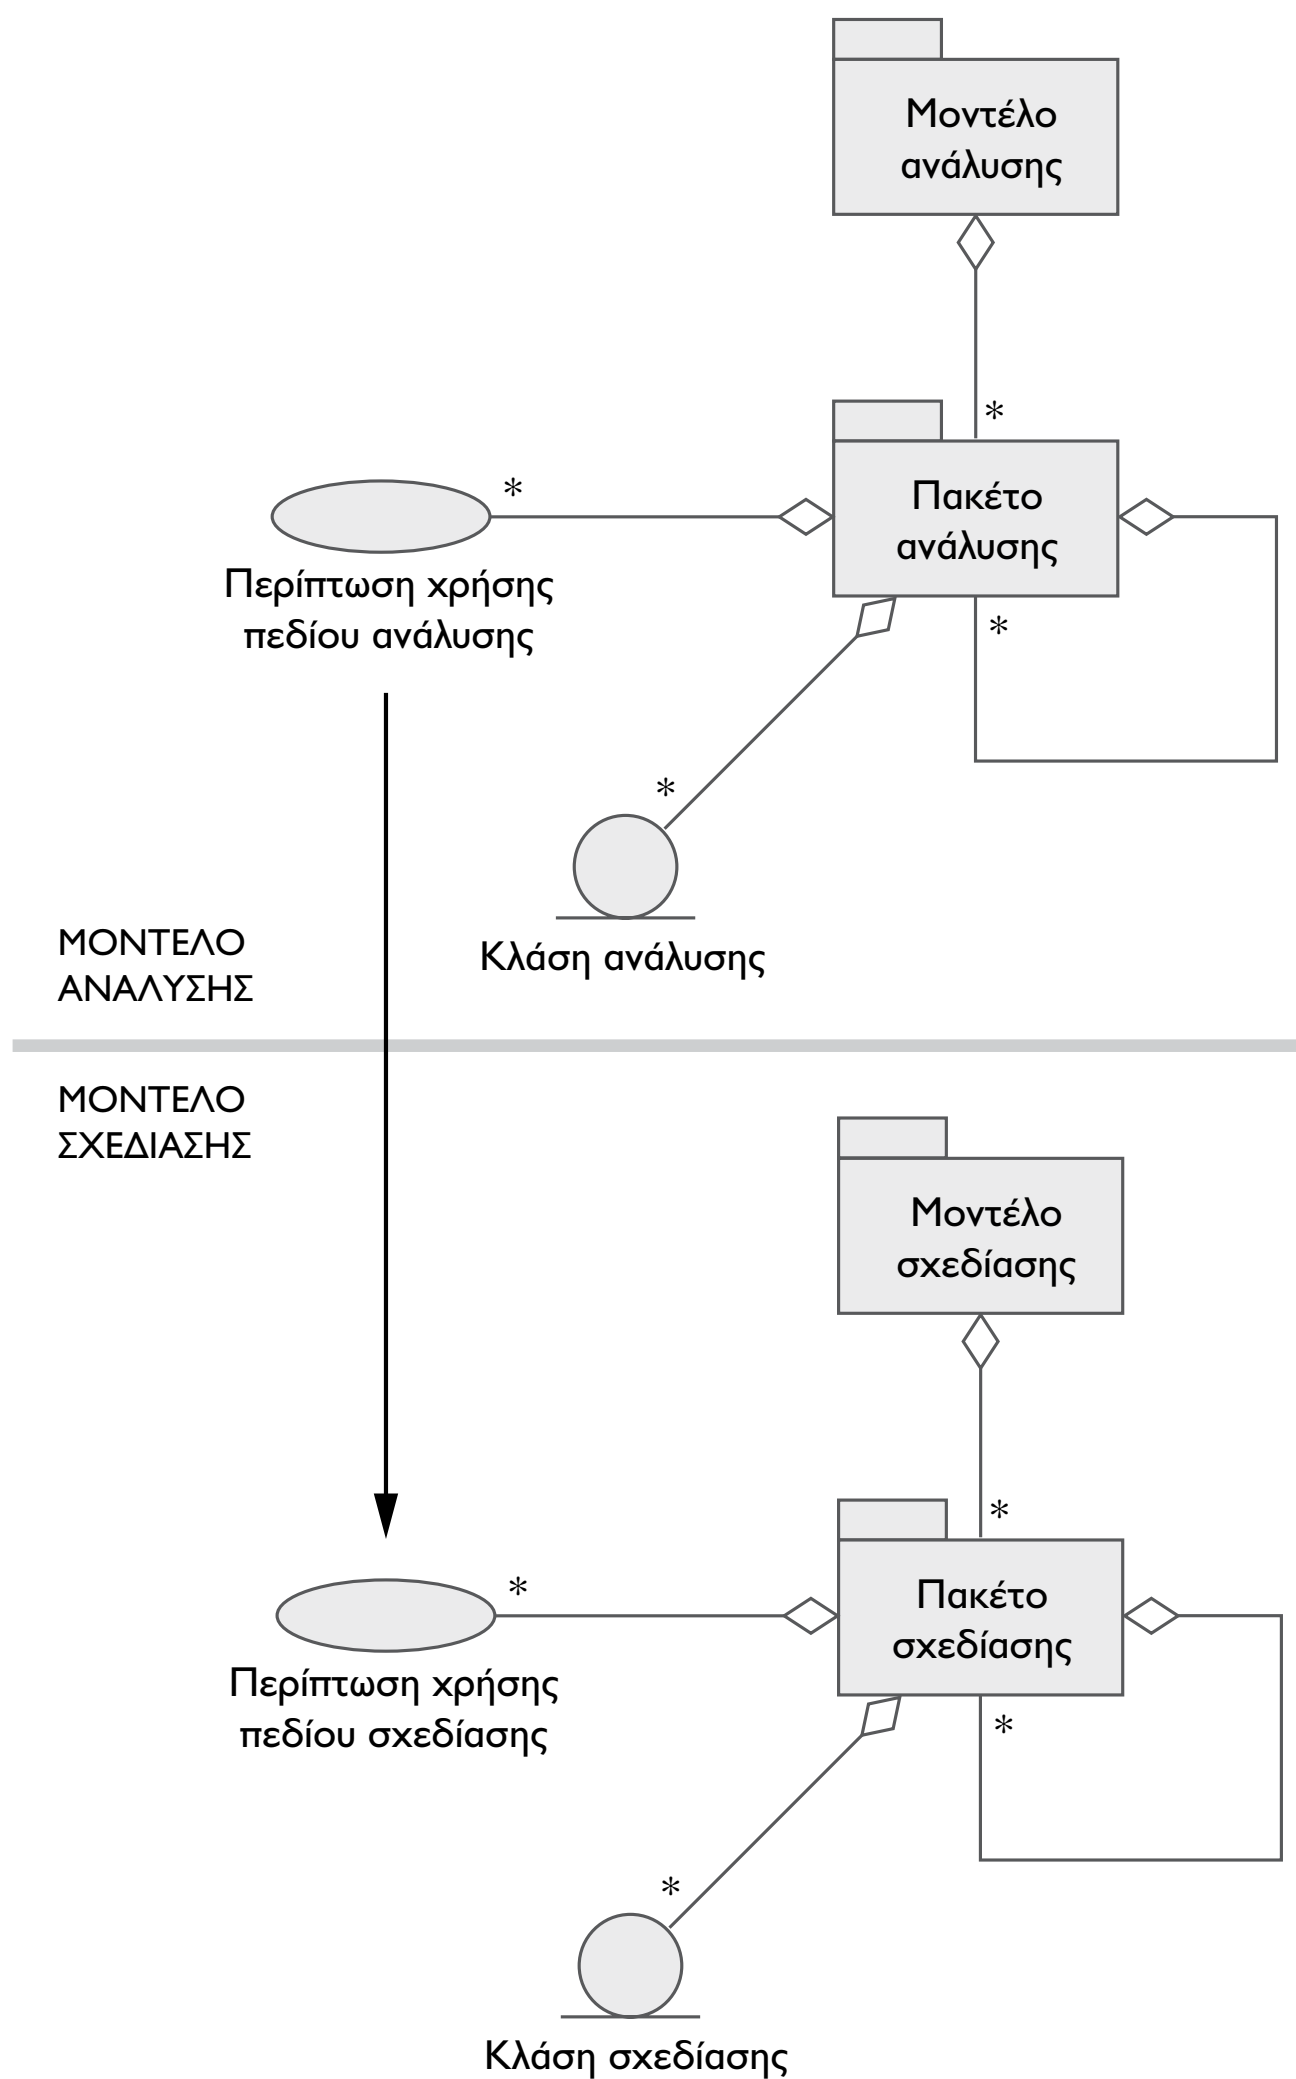 Μοντέλο
ανάλυσης
*
*
Πακέτο
ανάλυσης
Περίπτωση χρήσης
πεδίου ανάλυσης
*
*
Κλάση ανάλυσης
ΜΟΝΤΕΛΟ
ΑΝΑΛΥΣΗΣ
ΜΟΝΤΕΛΟ
ΣΧΕΔΙΑΣΗΣ
Μοντέλο
σχεδίασης
*
*
Πακέτο
σχεδίασης
Περίπτωση χρήσης
πεδίου σχεδίασης
*
*
Κλάση σχεδίασης